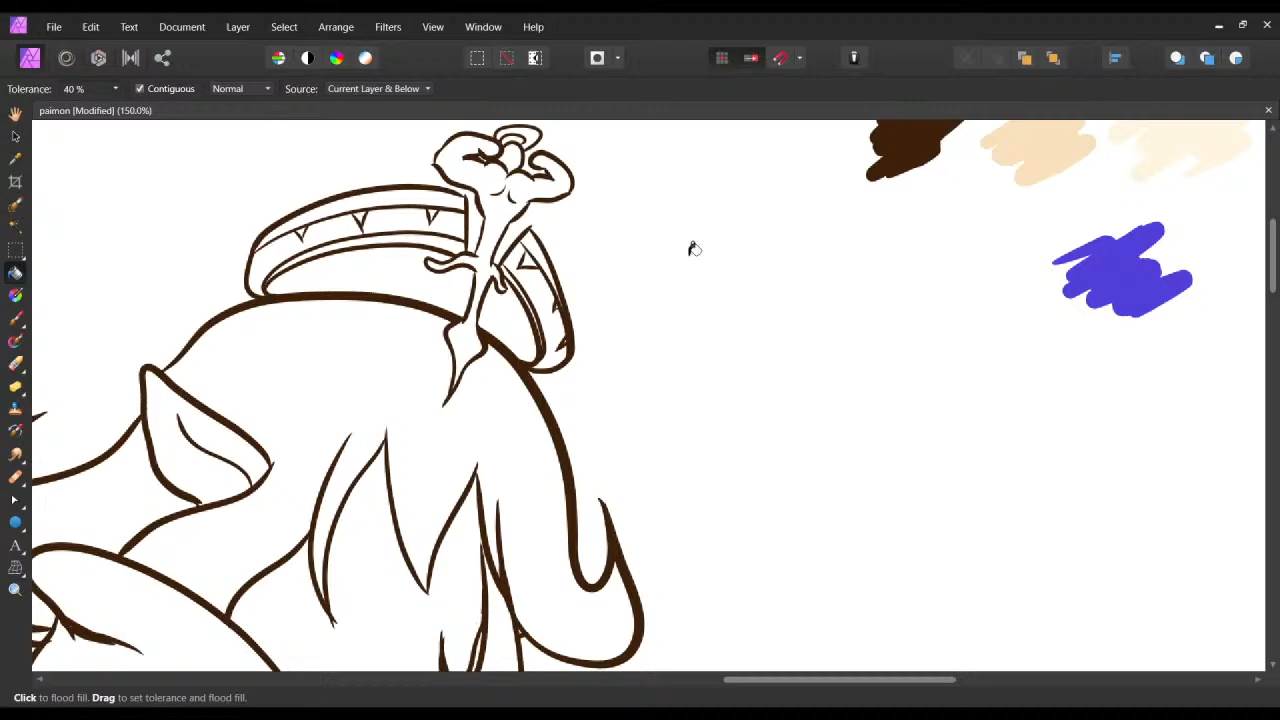 File Edit Text Document Layer Select Arrange Filters View Window Help
Tolerance: 40 % Contiguous Normal Source: Current Layer & Below
paimon [Modified] (150.0%)
Click to flood fill. Drag to set tolerance and flood fill.